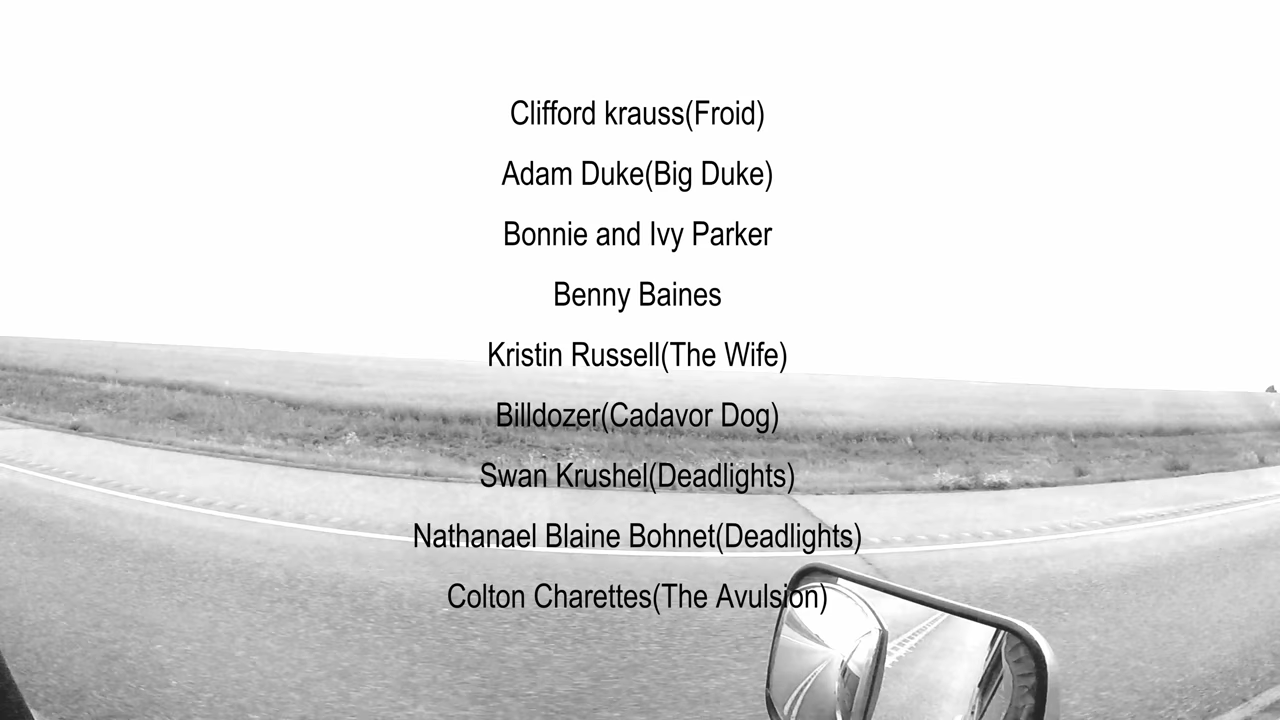 Clifford krauss(Froid)
Adam Duke(Big Duke)
Bonnie and Ivy Parker
Benny Baines
Kristin Russell(The Wife)
Billdozer(Cadavor Dog)
Swan Krushel(Deadlights)
Nathanael Blaine Bohnet(Deadlights)
Colton Charettes(The Avulsion)